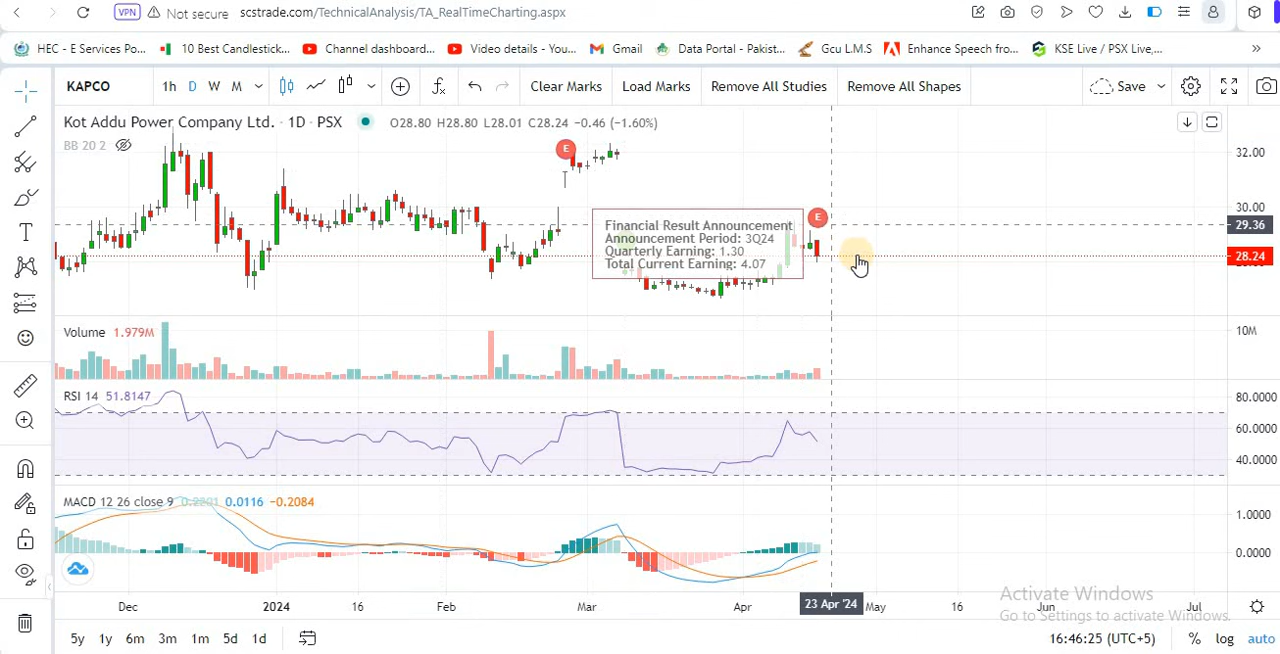 VPN Not secure scstrade.com/TechnicalAnalysis/TA_RealTimeCharting.aspx
HEC - E Services Po... 10 Best Candlestick... Channel dashboard... Video details - You... Gmail Data Portal - Pakist... Gcu L.M.S Enhance Speech fro... KSE Live / PSX Live,... »
KAPCO 1h D W M Clear Marks Load Marks Remove All Studies Remove All Shapes Save
Kot Addu Power Company Ltd. · 1D · PSX O28.80 H28.80 L28.01 C28.24 −0.46 (−1.60%)
BB 20 2
E
32.00
30.00
E
29.36
28.24
Financial Result Announcement
Announcement Period: 3Q24
Quarterly Earning: 1.30
Total Current Earning: 4.07
Volume 1.979M
10M
RSI 14 51.8147
80.0000
60.0000
40.0000
MACD 12 26 close 9 0.2201 0.0116 −0.2084
1.0000
0.0000
Dec 2024 16 Feb Mar Apr 23 Apr '24 May 16 Jun Jul
Activate Windows
Go to Settings to activate Windows.
5y 1y 6m 3m 1m 5d 1d 16:46:25 (UTC+5) % log auto